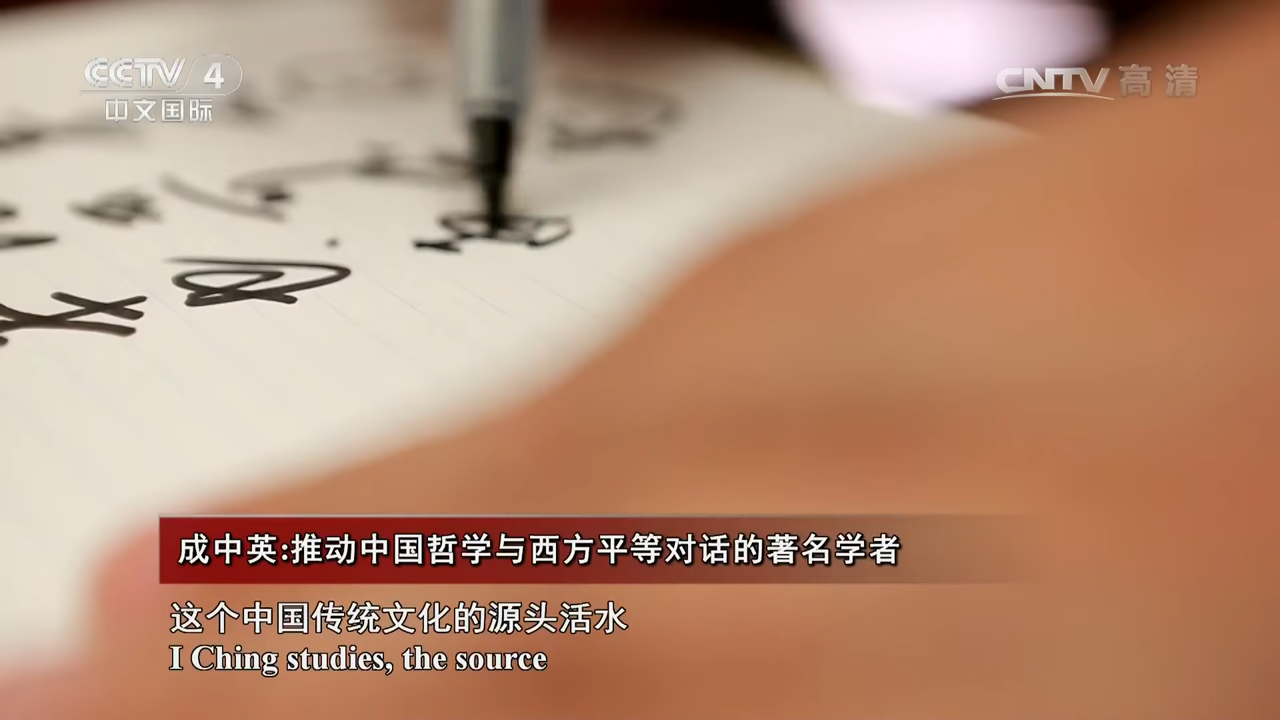 CCTV 4
中文国际
CNTV 高清
成中英:推动中国哲学与西方平等对话的著名学者
这个中国传统文化的源头活水
I Ching studies, the source